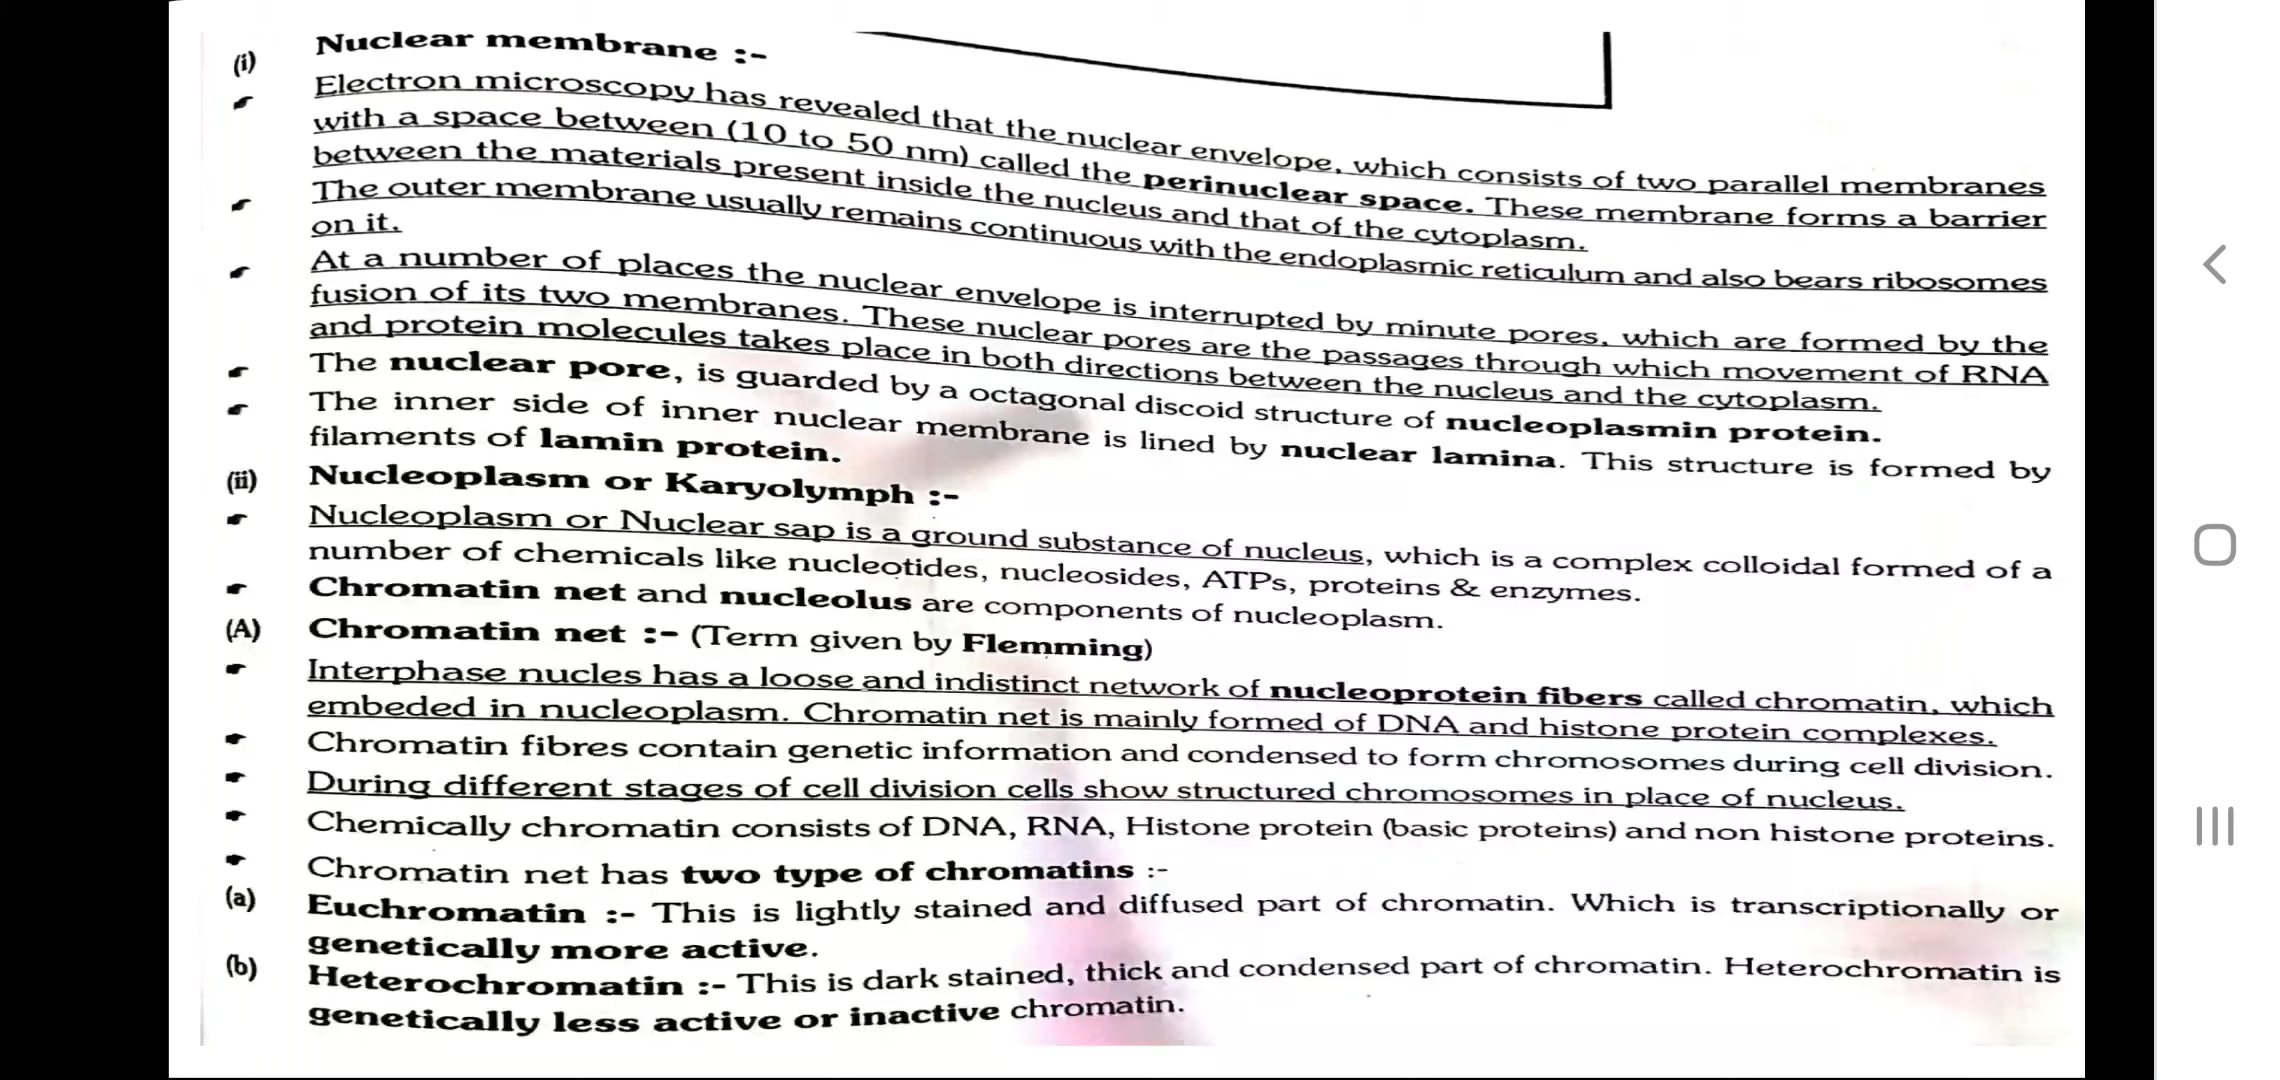 (i) Nuclear membrane :-
Electron microscopy has revealed that the nuclear envelope, which consists of two parallel membranes
with a space between (10 to 50 nm) called the perinuclear space. These membrane forms a barrier
between the materials present inside the nucleus and that of the cytoplasm.
The outer membrane usually remains continuous with the endoplasmic reticulum and also bears ribosomes
on it.
At a number of places the nuclear envelope is interrupted by minute pores, which are formed by the
fusion of its two membranes. These nuclear pores are the passages through which movement of RNA
and protein molecules takes place in both directions between the nucleus and the cytoplasm.
The nuclear pore, is guarded by a octagonal discoid structure of nucleoplasmin protein.
The inner side of inner nuclear membrane is lined by nuclear lamina. This structure is formed by
filaments of lamin protein.
(ii) Nucleoplasm or Karyolymph :-
Nucleoplasm or Nuclear sap is a ground substance of nucleus, which is a complex colloidal formed of a
number of chemicals like nucleotides, nucleosides, ATPs, proteins & enzymes.
Chromatin net and nucleolus are components of nucleoplasm.
(A) Chromatin net :- (Term given by Flemming)
Interphase nucles has a loose and indistinct network of nucleoprotein fibers called chromatin, which
embeded in nucleoplasm. Chromatin net is mainly formed of DNA and histone protein complexes.
Chromatin fibres contain genetic information and condensed to form chromosomes during cell division.
During different stages of cell division cells show structured chromosomes in place of nucleus.
Chemically chromatin consists of DNA, RNA, Histone protein (basic proteins) and non histone proteins.
Chromatin net has two type of chromatins :-
(a) Euchromatin :- This is lightly stained and diffused part of chromatin. Which is transcriptionally or
genetically more active.
(b) Heterochromatin :- This is dark stained, thick and condensed part of chromatin. Heterochromatin is
genetically less active or inactive chromatin.